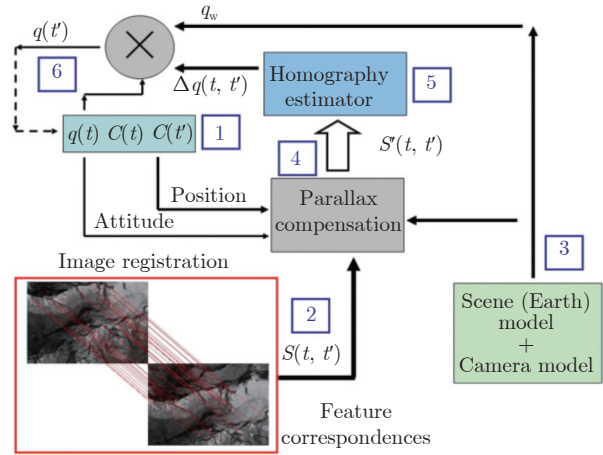 q_w
q(t′)
×
6
Δq(t, t′)
Homography
estimator
5
q(t) C(t) C(t′)
1
4
S′(t, t′)
Position
Attitude
Parallax
compensation
Image registration
3
2
S(t, t′)
Scene (Earth)
model
+
Camera model
Feature
correspondences